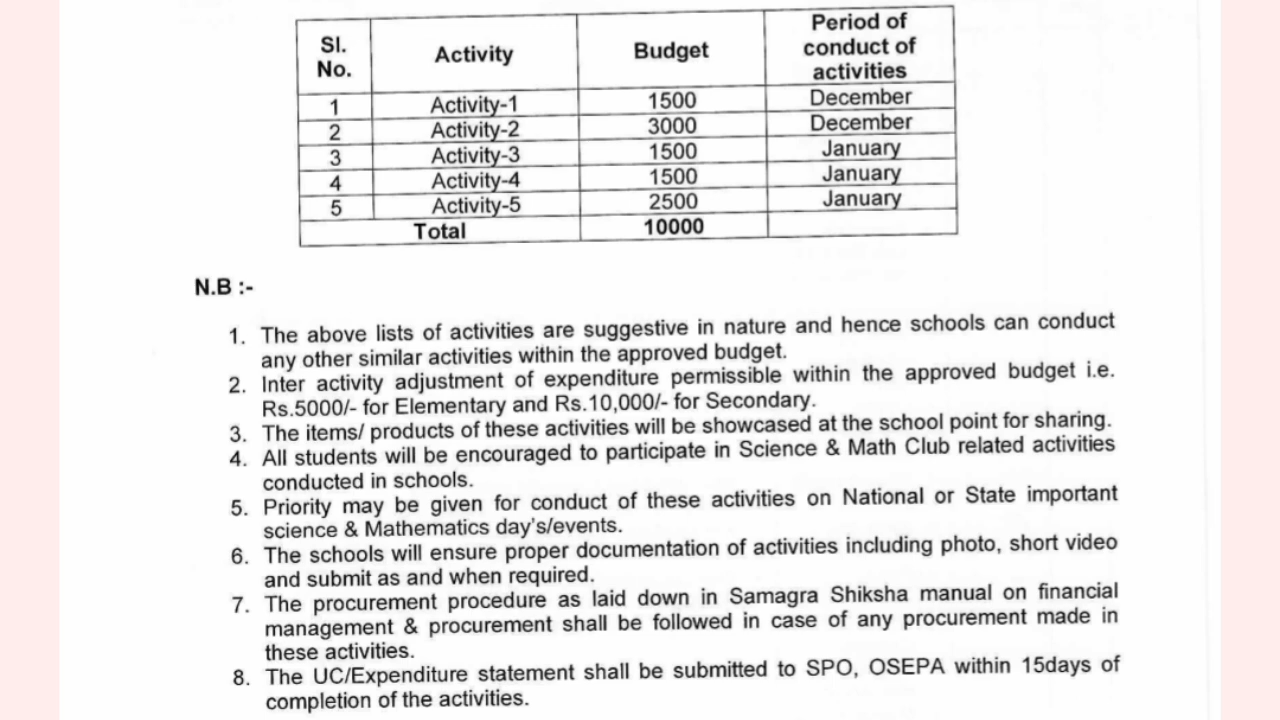 Sl. No. Activity Budget Period of conduct of activities
1 Activity-1 1500 December
2 Activity-2 3000 December
3 Activity-3 1500 January
4 Activity-4 1500 January
5 Activity-5 2500 January
Total 10000
N.B :-
1. The above lists of activities are suggestive in nature and hence schools can conduct
any other similar activities within the approved budget.
2. Inter activity adjustment of expenditure permissible within the approved budget i.e.
Rs.5000/- for Elementary and Rs.10,000/- for Secondary.
3. The items/ products of these activities will be showcased at the school point for sharing.
4. All students will be encouraged to participate in Science & Math Club related activities
conducted in schools.
5. Priority may be given for conduct of these activities on National or State important
science & Mathematics day's/events.
6. The schools will ensure proper documentation of activities including photo, short video
and submit as and when required.
7. The procurement procedure as laid down in Samagra Shiksha manual on financial
management & procurement shall be followed in case of any procurement made in
these activities.
8. The UC/Expenditure statement shall be submitted to SPO, OSEPA within 15days of
completion of the activities.